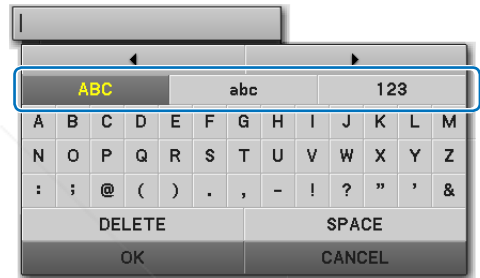 ABC abc 123
A B C D E F G H I J K L M
N O P Q R S T U V W X Y Z
: ; @ ( ) . , - ! ? ” ’ &
DELETE SPACE
OK CANCEL